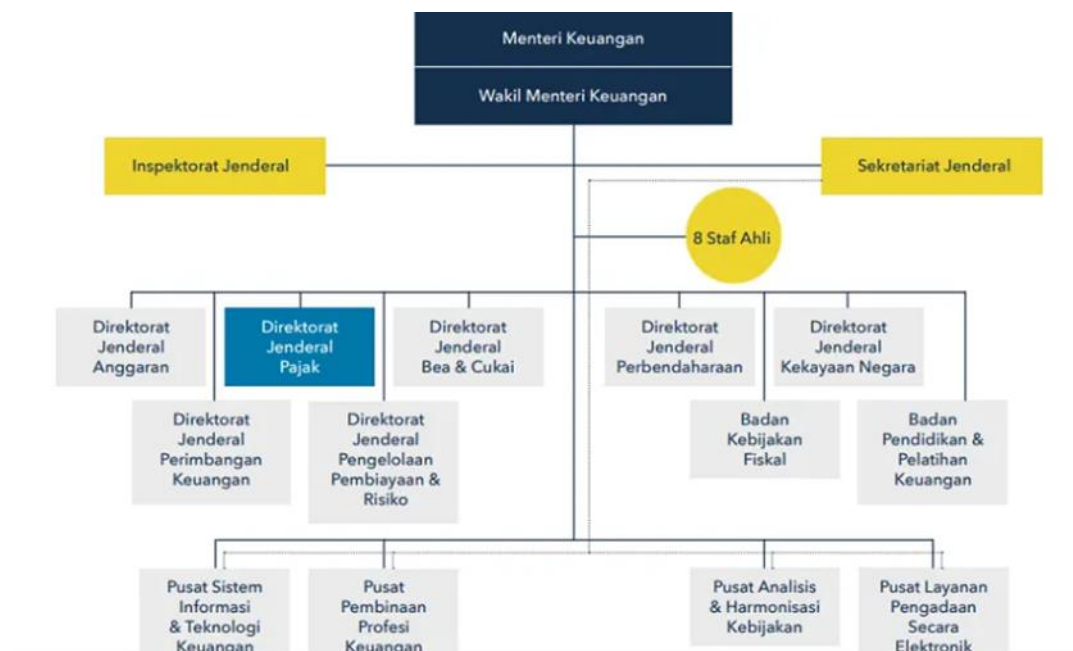 Menteri Keuangan
Wakil Menteri Keuangan
Inspektorat Jenderal
Sekretariat Jenderal
8 Staf Ahli
Direktorat
Jenderal
Anggaran
Direktorat
Jenderal
Pajak
Direktorat
Jenderal
Bea & Cukai
Direktorat
Jenderal
Perbendaharaan
Direktorat
Jenderal
Kekayaan Negara
Direktorat
Jenderal
Perimbangan
Keuangan
Direktorat
Jenderal
Pengelolaan
Pembiayaan &
Risiko
Badan
Kebijakan
Fiskal
Badan
Pendidikan &
Pelatihan
Keuangan
Pusat Sistem
Informasi
& Teknologi
Keuangan
Pusat
Pembinaan
Profesi
Keuangan
Pusat Analisis
& Harmonisasi
Kebijakan
Pusat Layanan
Pengadaan
Secara
Elektronik